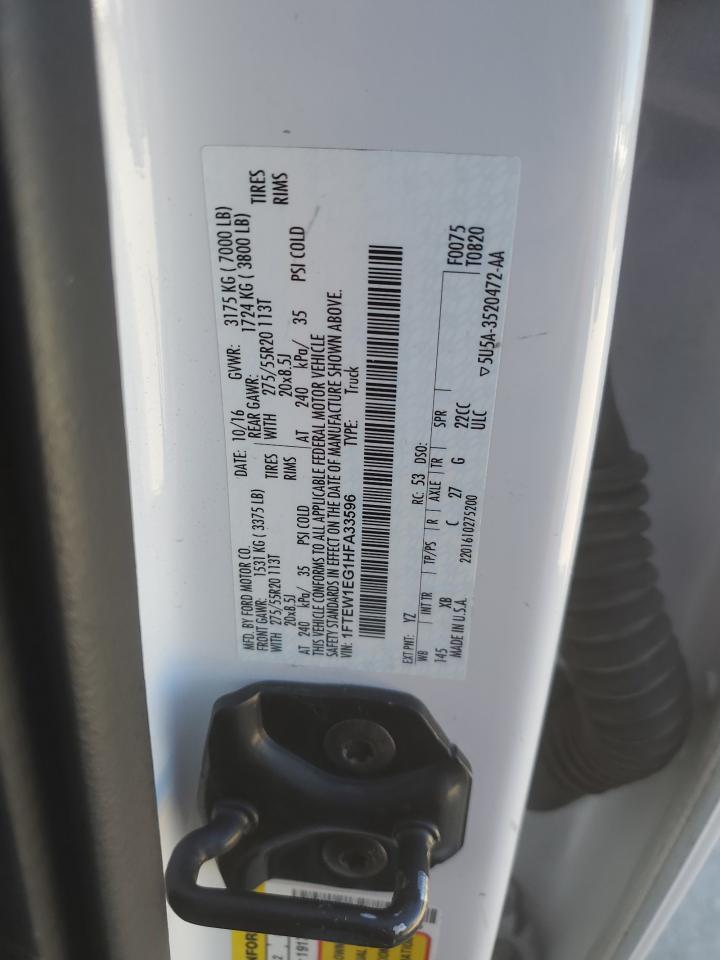 MFD. BY FORD MOTOR CO. DATE: 10/16 GVWR: 3175 KG ( 7000 LB)
FRONT GAWR: 1531 KG ( 3375 LB) REAR GAWR: 1724 KG ( 3800 LB)
WITH 275/55R20 113T TIRES WITH 275/55R20 113T TIRES
20x8.5J RIMS 20x8.5J RIMS
AT 240 kPa/ 35 PSI COLD AT 240 kPa/ 35 PSI COLD
THIS VEHICLE CONFORMS TO ALL APPLICABLE FEDERAL MOTOR VEHICLE
SAFETY STANDARDS IN EFFECT ON THE DATE OF MANUFACTURE SHOWN ABOVE.
VIN: 1FTEW1EG1HFA33596 TYPE: Truck
EXT PNT: YZ RC: 53 DSO: F0075
WB INT TR TP/PS R AXLE TR SPR T0820
145 XB C 27 G 22CC
MADE IN U.S.A. 2201610275200 ULC
▽5U5A-3520472-AA